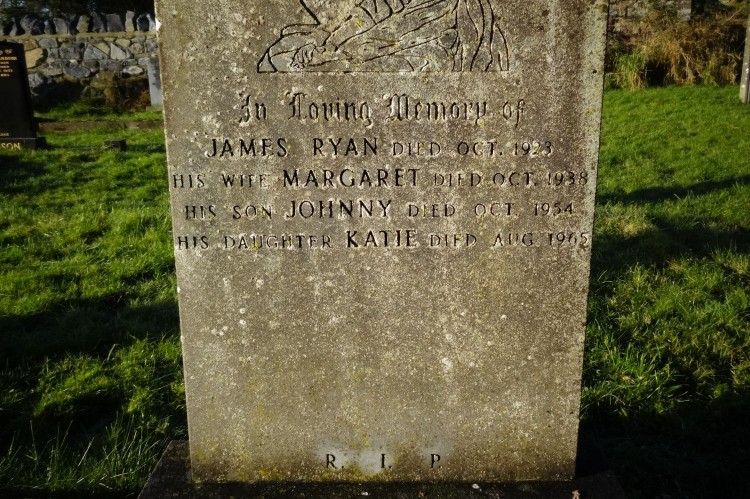 In Loving Memory of
JAMES RYAN DIED OCT. 1923
HIS WIFE MARGARET DIED OCT. 1938
HIS SON JOHNNY DIED OCT. 1954
HIS DAUGHTER KATIE DIED AUG. 1965
R. I. P.